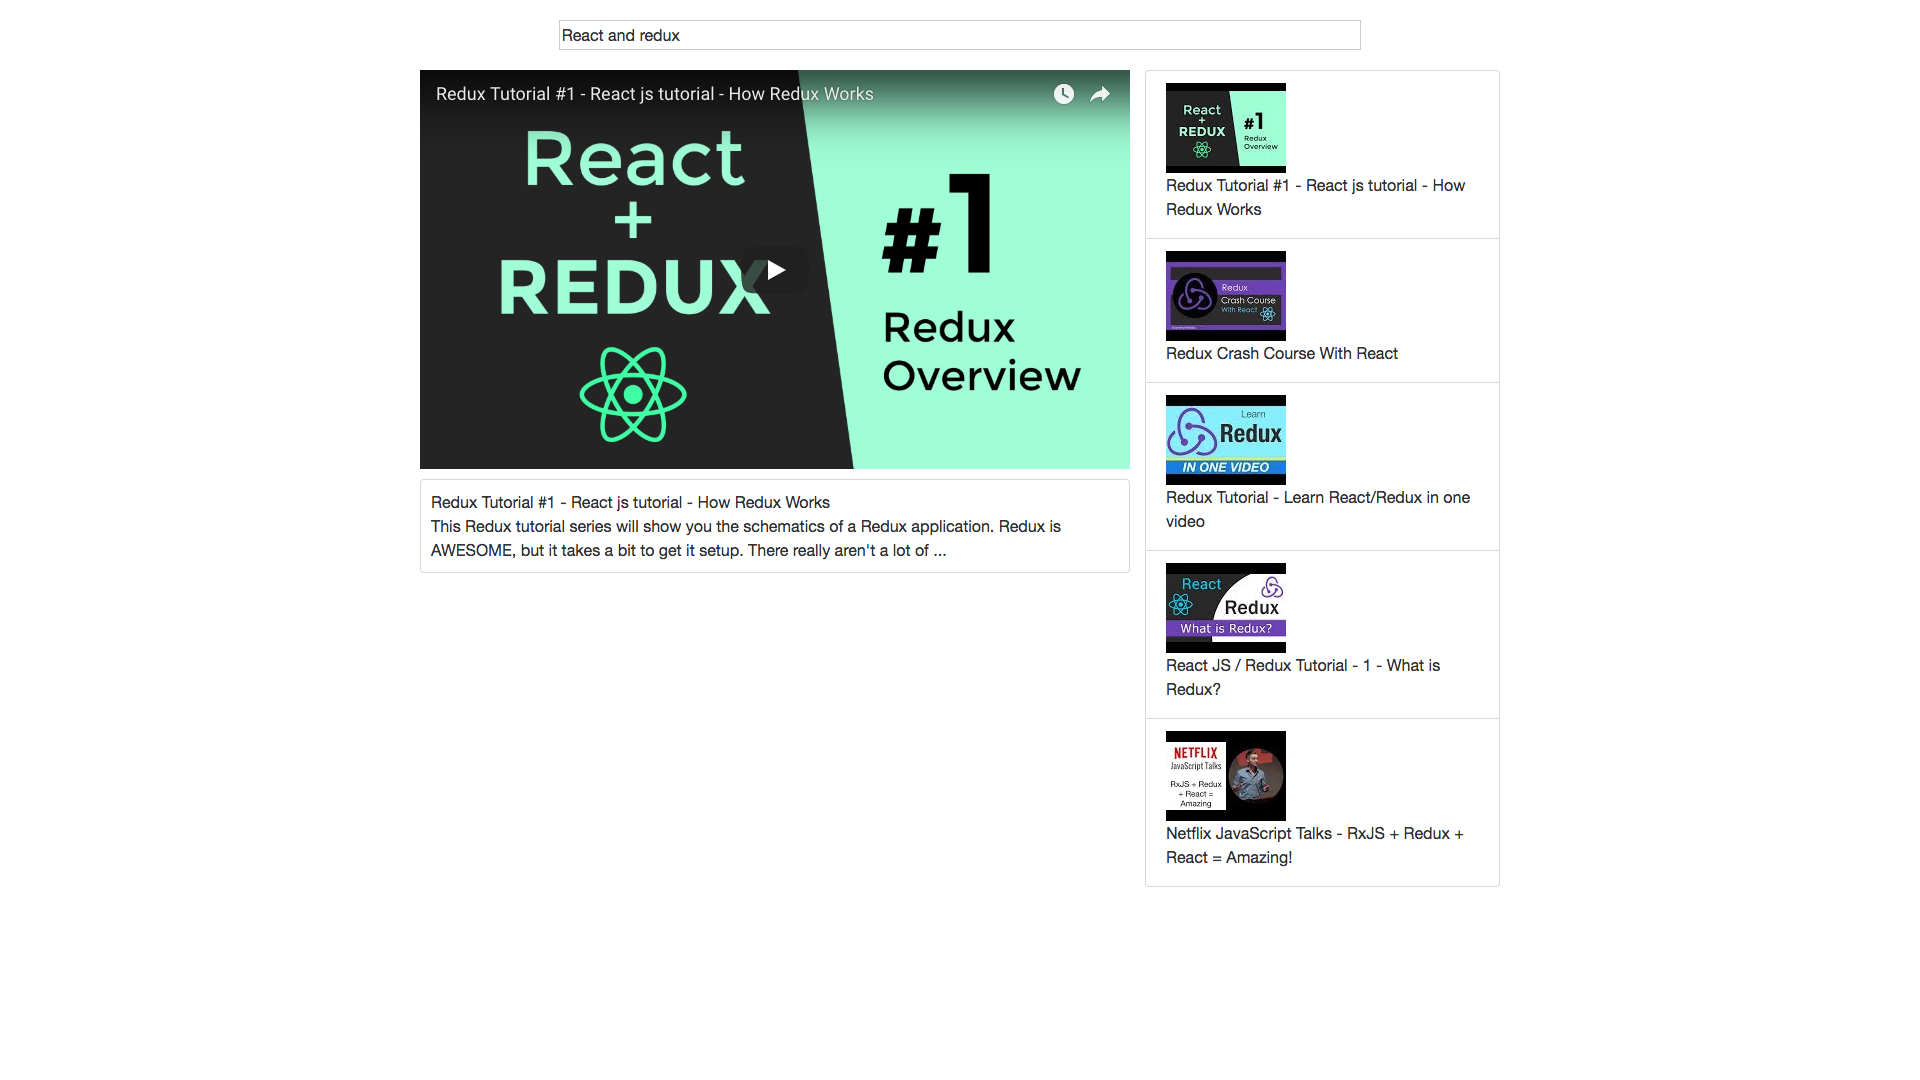 React and redux
Redux Tutorial #1 - React js tutorial - How Redux Works
React
+
REDUX
#1
Redux
Overview
Redux Tutorial #1 - React js tutorial - How Redux Works
This Redux tutorial series will show you the schematics of a Redux application. Redux is
AWESOME, but it takes a bit to get it setup. There really aren't a lot of ...
React
+
REDUX
#1
Redux
Overview
Redux Tutorial #1 - React js tutorial - How
Redux Works
Redux
Crash Course
With React
Redux Crash Course With React
Learn
Redux
IN ONE VIDEO
Redux Tutorial - Learn React/Redux in one
video
React
Redux
What is Redux?
React JS / Redux Tutorial - 1 - What is
Redux?
NETFLIX
JavaScript Talks
RxJS + Redux
+ React =
Amazing
Netflix JavaScript Talks - RxJS + Redux +
React = Amazing!